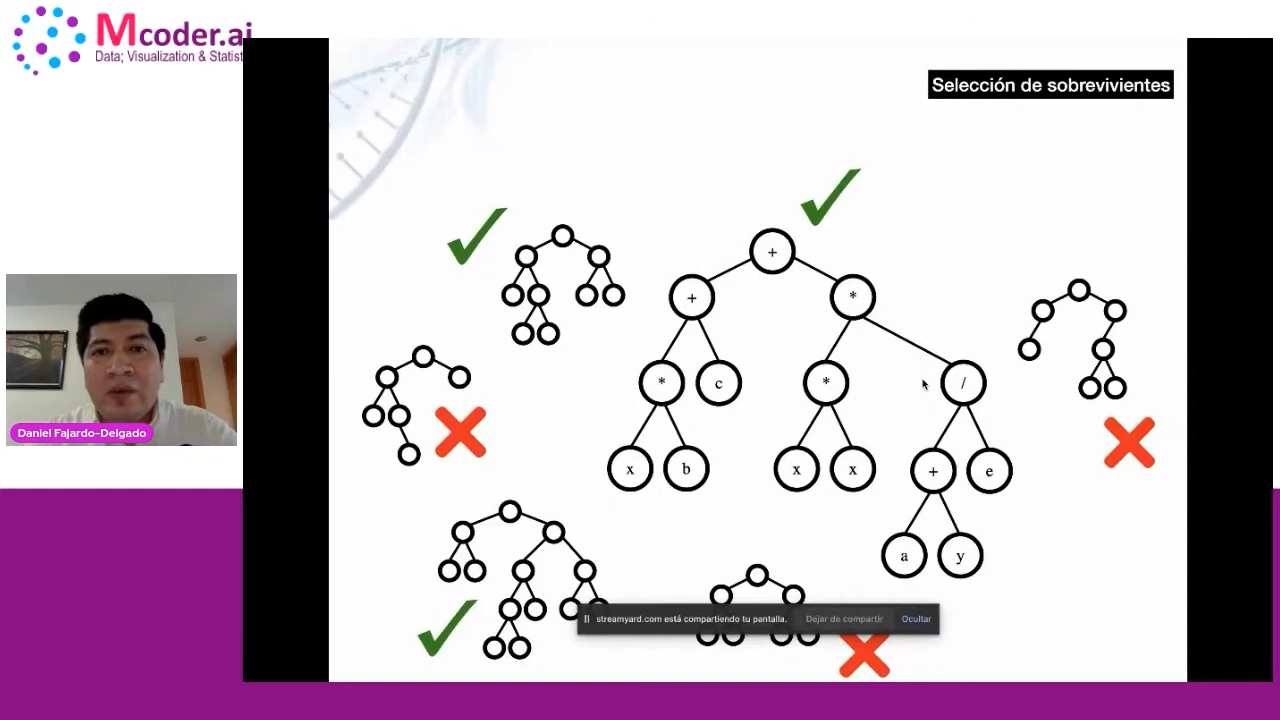 Mcoder.ai
Data; Visualization & Statist
Selección de sobrevivientes
+
+
*
*
c
*
/
x
b
x
x
+
e
a
y
Daniel Fajardo-Delgado
streamyard.com está compartiendo tu pantalla.
Dejar de compartir
Ocultar